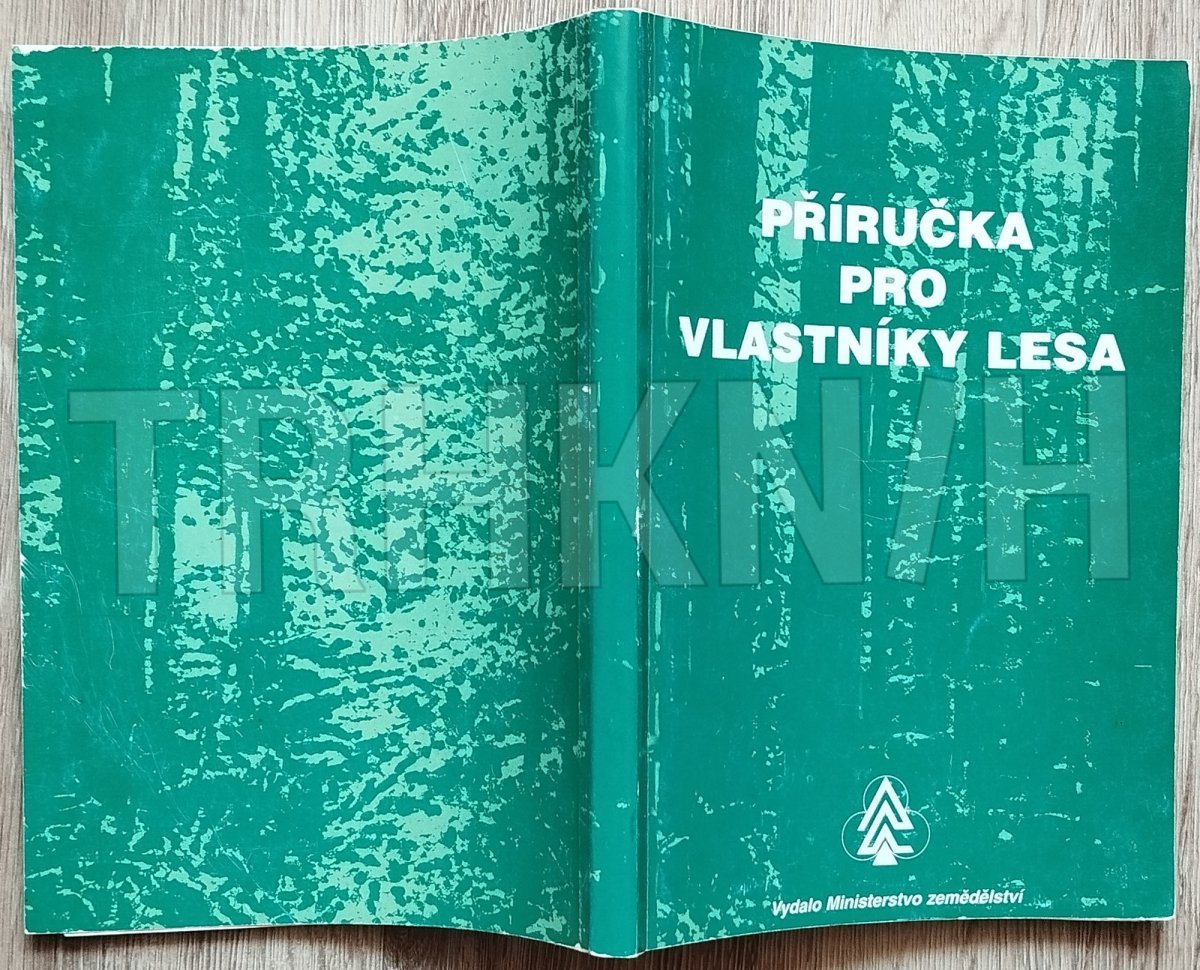 PŘÍRUČKA
PRO
VLASTNÍKY LESA
TRHKNIH
Vydalo Ministerstvo zemědělství